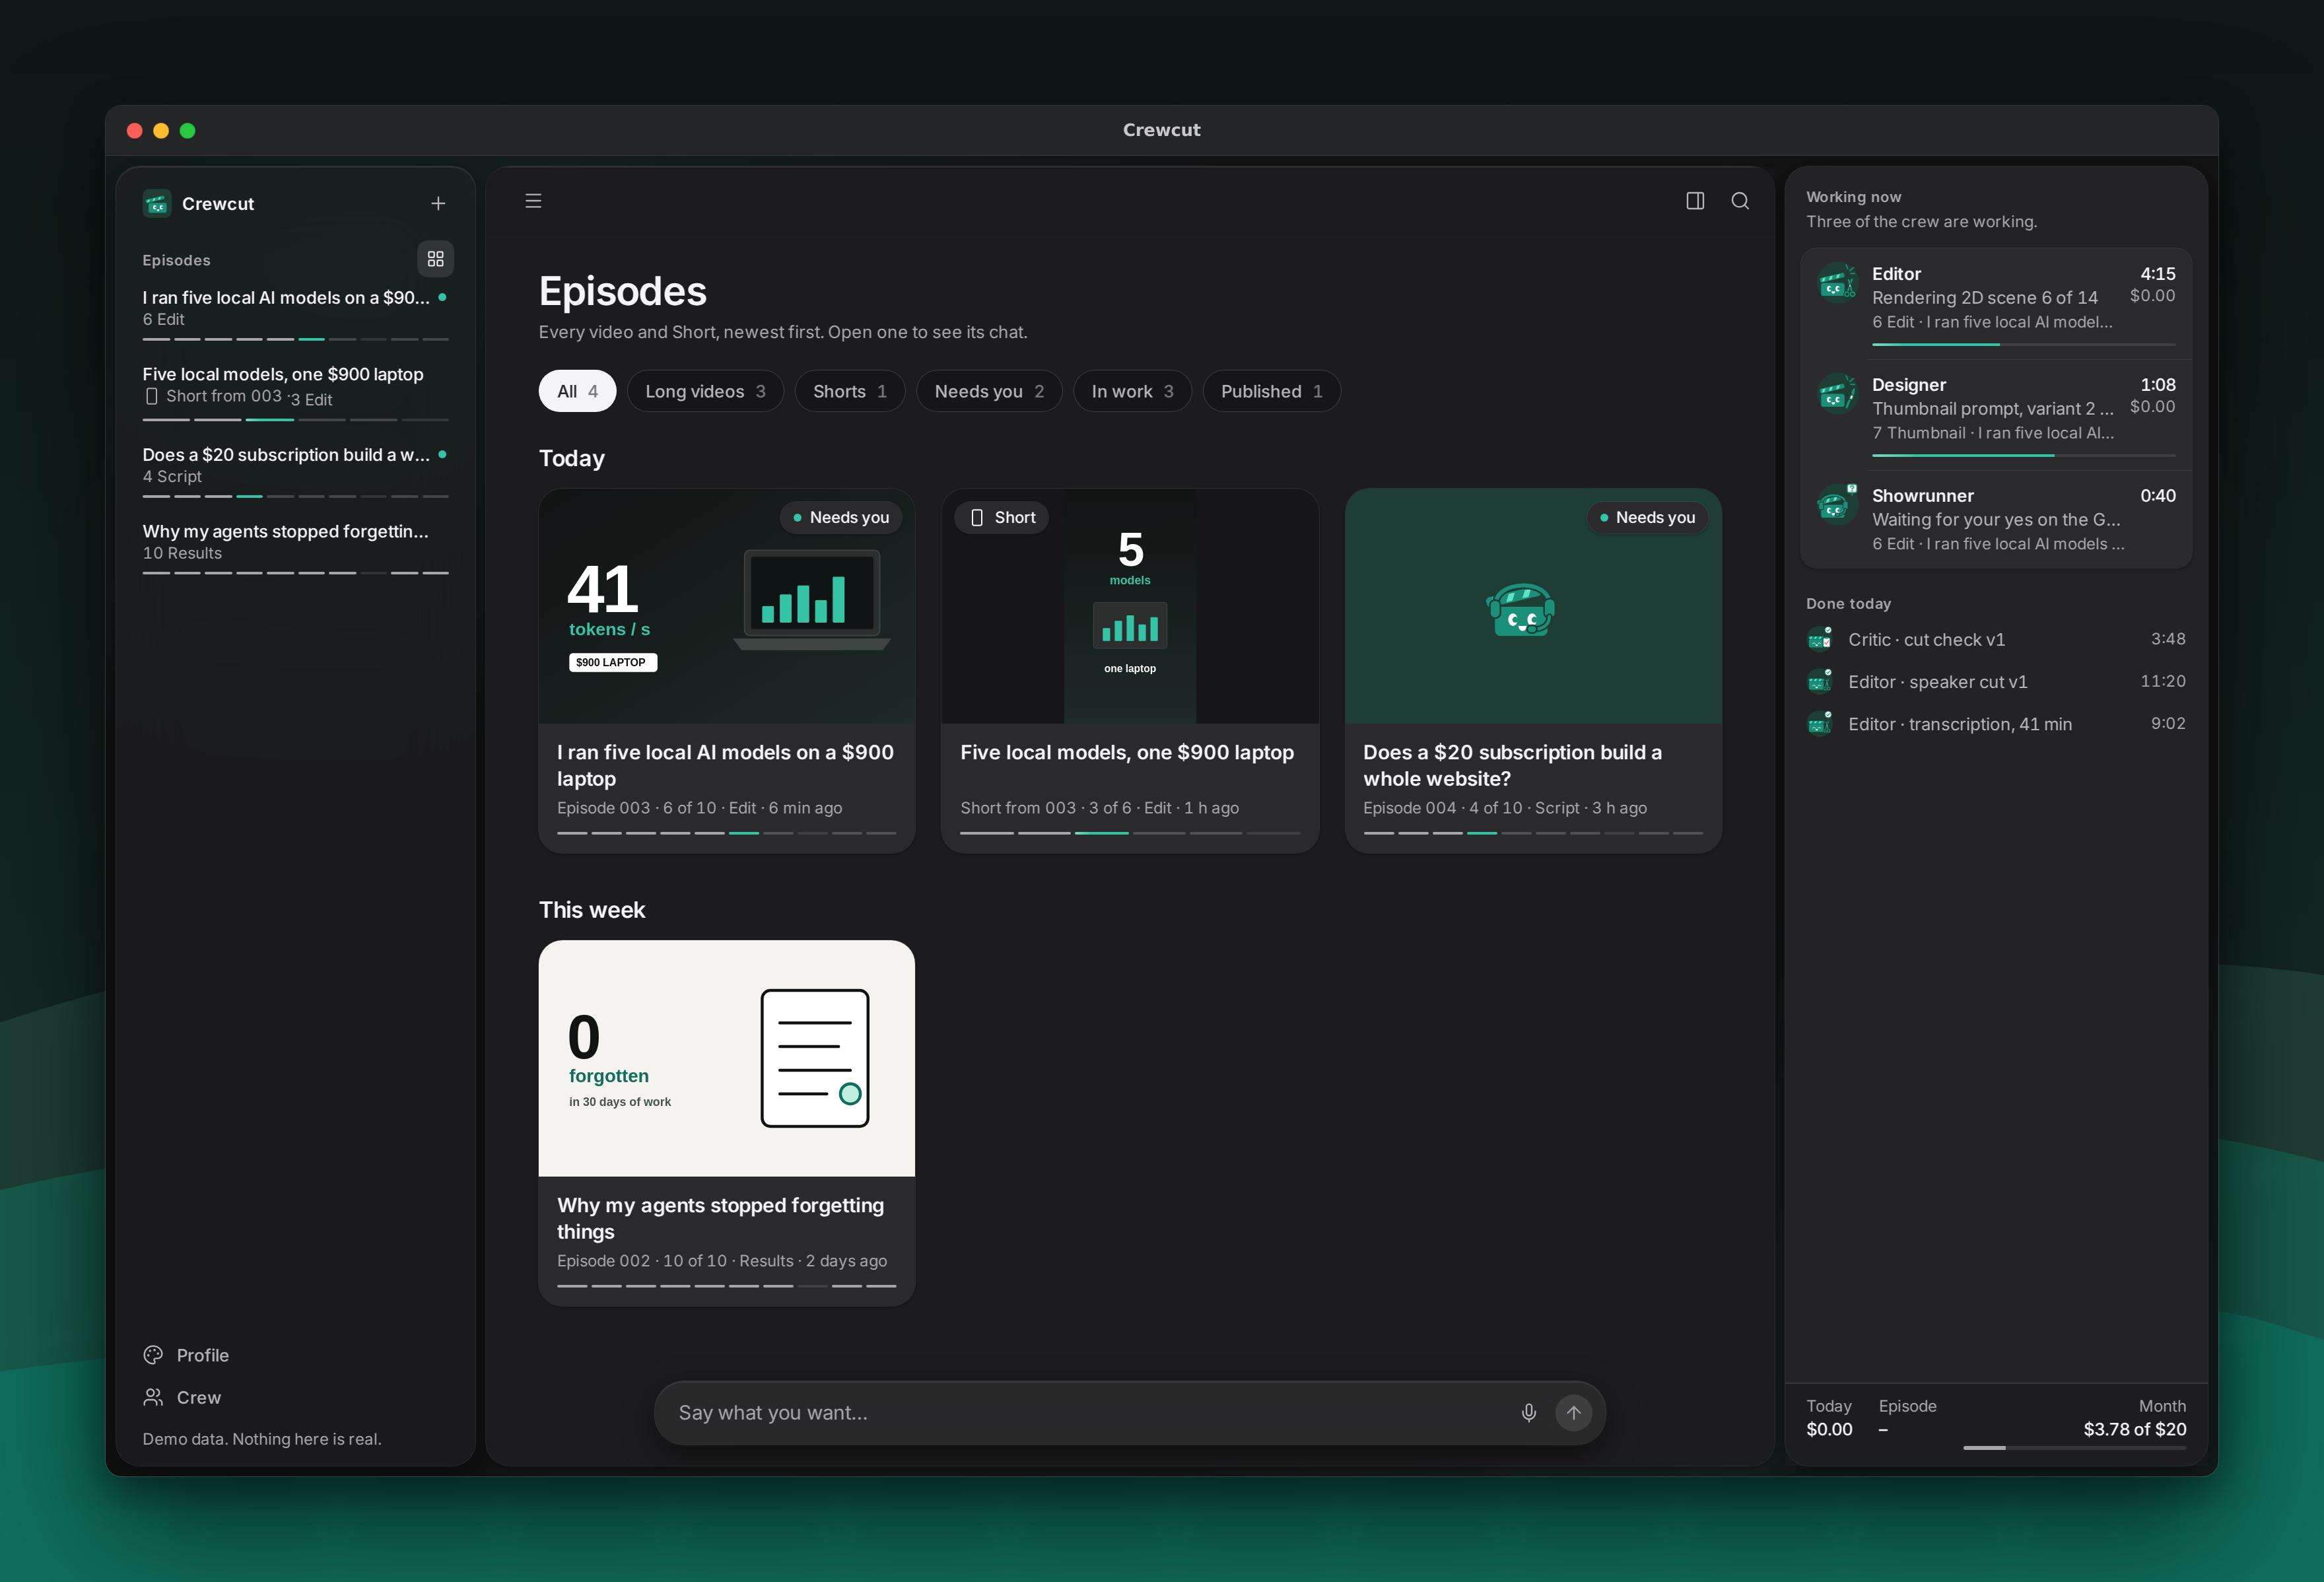 Crewcut
Crewcut
Episodes
I ran five local AI models on a $90…
6 Edit
Five local models, one $900 laptop
Short from 003 · 3 Edit
Does a $20 subscription build a w…
4 Script
Why my agents stopped forgettin…
10 Results
Profile
Crew
Demo data. Nothing here is real.
Episodes
Every video and Short, newest first. Open one to see its chat.
All 4
Long videos 3
Shorts 1
Needs you 2
In work 3
Published 1
Today
Needs you
41
tokens / s
$900 LAPTOP
I ran five local AI models on a $900
laptop
Episode 003 · 6 of 10 · Edit · 6 min ago
Short
5
models
one laptop
Five local models, one $900 laptop
Short from 003 · 3 of 6 · Edit · 1 h ago
Needs you
Does a $20 subscription build a
whole website?
Episode 004 · 4 of 10 · Script · 3 h ago
This week
0
forgotten
in 30 days of work
Why my agents stopped forgetting
things
Episode 002 · 10 of 10 · Results · 2 days ago
Say what you want…
Working now
Three of the crew are working.
Editor 4:15
Rendering 2D scene 6 of 14 $0.00
6 Edit · I ran five local AI model…
Designer 1:08
Thumbnail prompt, variant 2 … $0.00
7 Thumbnail · I ran five local AI…
Showrunner 0:40
Waiting for your yes on the G…
6 Edit · I ran five local AI models …
Done today
Critic · cut check v1 3:48
Editor · speaker cut v1 11:20
Editor · transcription, 41 min 9:02
Today Episode Month
$0.00 – $3.78 of $20